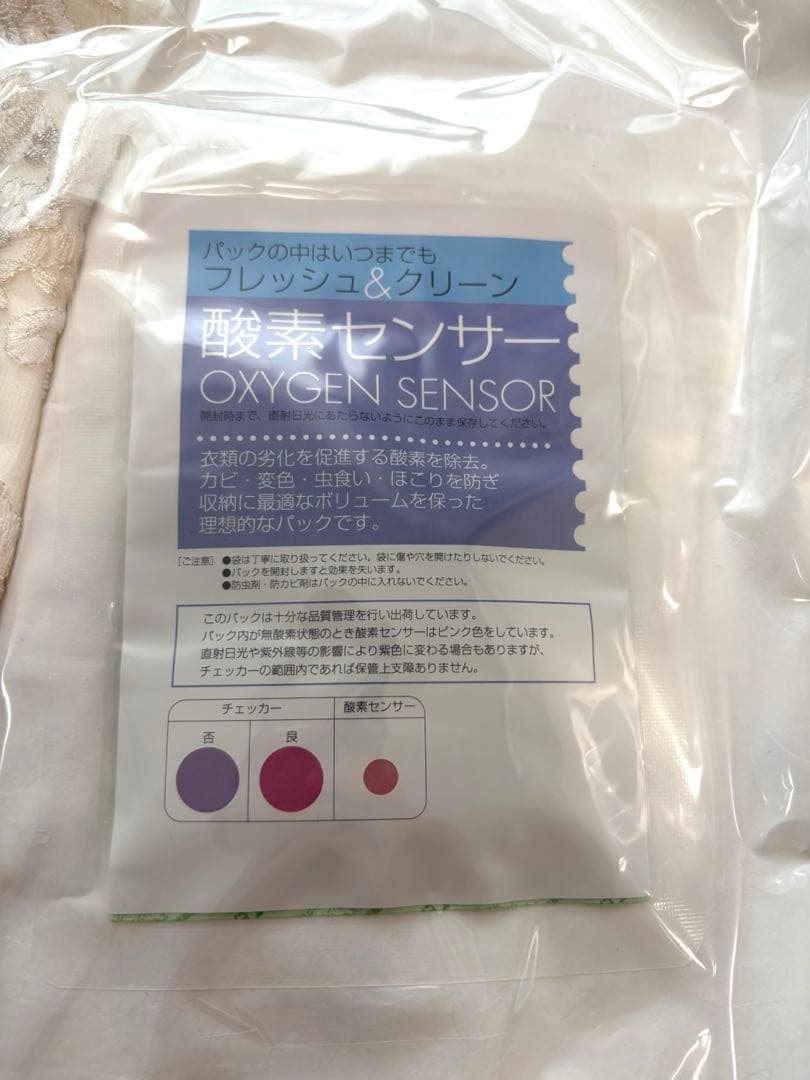 パックの中はいつまでも
フレッシュ&クリーン
酸素センサー
OXYGEN SENSOR
開封時まで、直射日光にあたらないようにこのまま保存してください。
衣類の劣化を促進する酸素を除去。
カビ・変色・虫食い・ほこりを防ぎ
収納に最適なボリュームを保った
理想的なパックです。
[ご注意] ●袋は丁寧に取り扱ってください。袋に傷や穴を開けたりしないでください。
●パックを開封しますと効果を失います。
●防虫剤・防カビ剤はパックの中に入れないでください。
このパックは十分な品質管理を行い出荷しています。
パック内が無酸素状態のとき酸素センサーはピンク色をしています。
直射日光や紫外線等の影響により紫色に変わる場合もありますが、
チェッカーの範囲内であれば保管上支障ありません。
チェッカー 酸素センサー
否 良